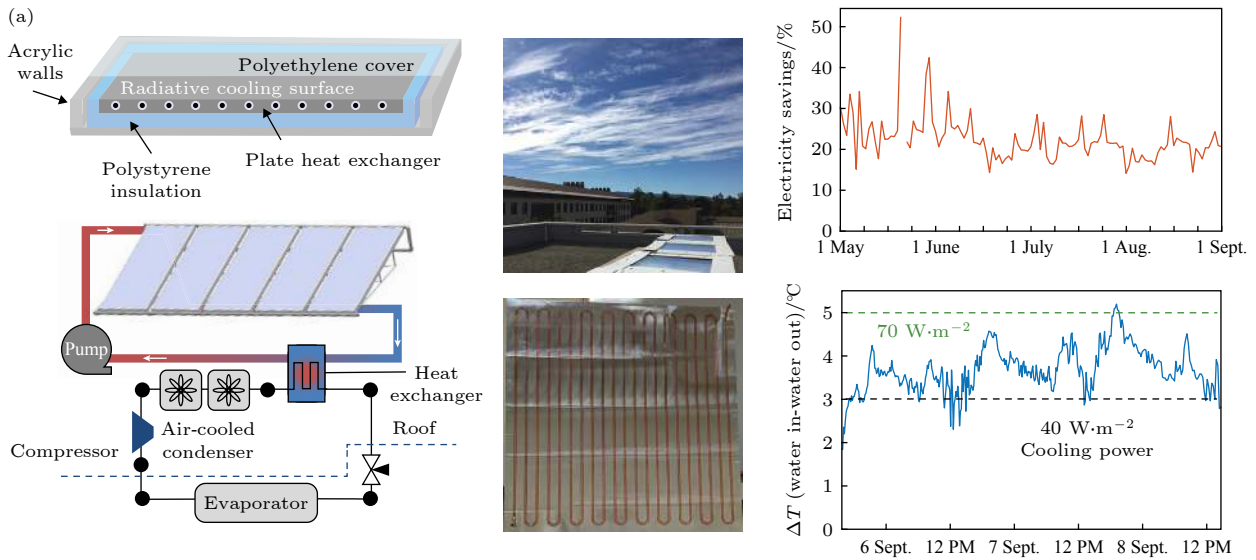 (a)
Acrylic
walls
Polyethylene cover
Radiative cooling surface
Polystyrene
insulation
Plate heat exchanger
Pump
Heat
exchanger
Air-cooled
condenser
Compressor
Roof
Evaporator
Electricity savings/%
50
40
30
20
10
0
1 May
1 June
1 July
1 Aug.
1 Sept.
ΔT (water in-water out)/℃
5
4
3
2
1
0
70 W·m−2
40 W·m−2
Cooling power
6 Sept.
12 PM
7 Sept.
12 PM
8 Sept.
12 PM